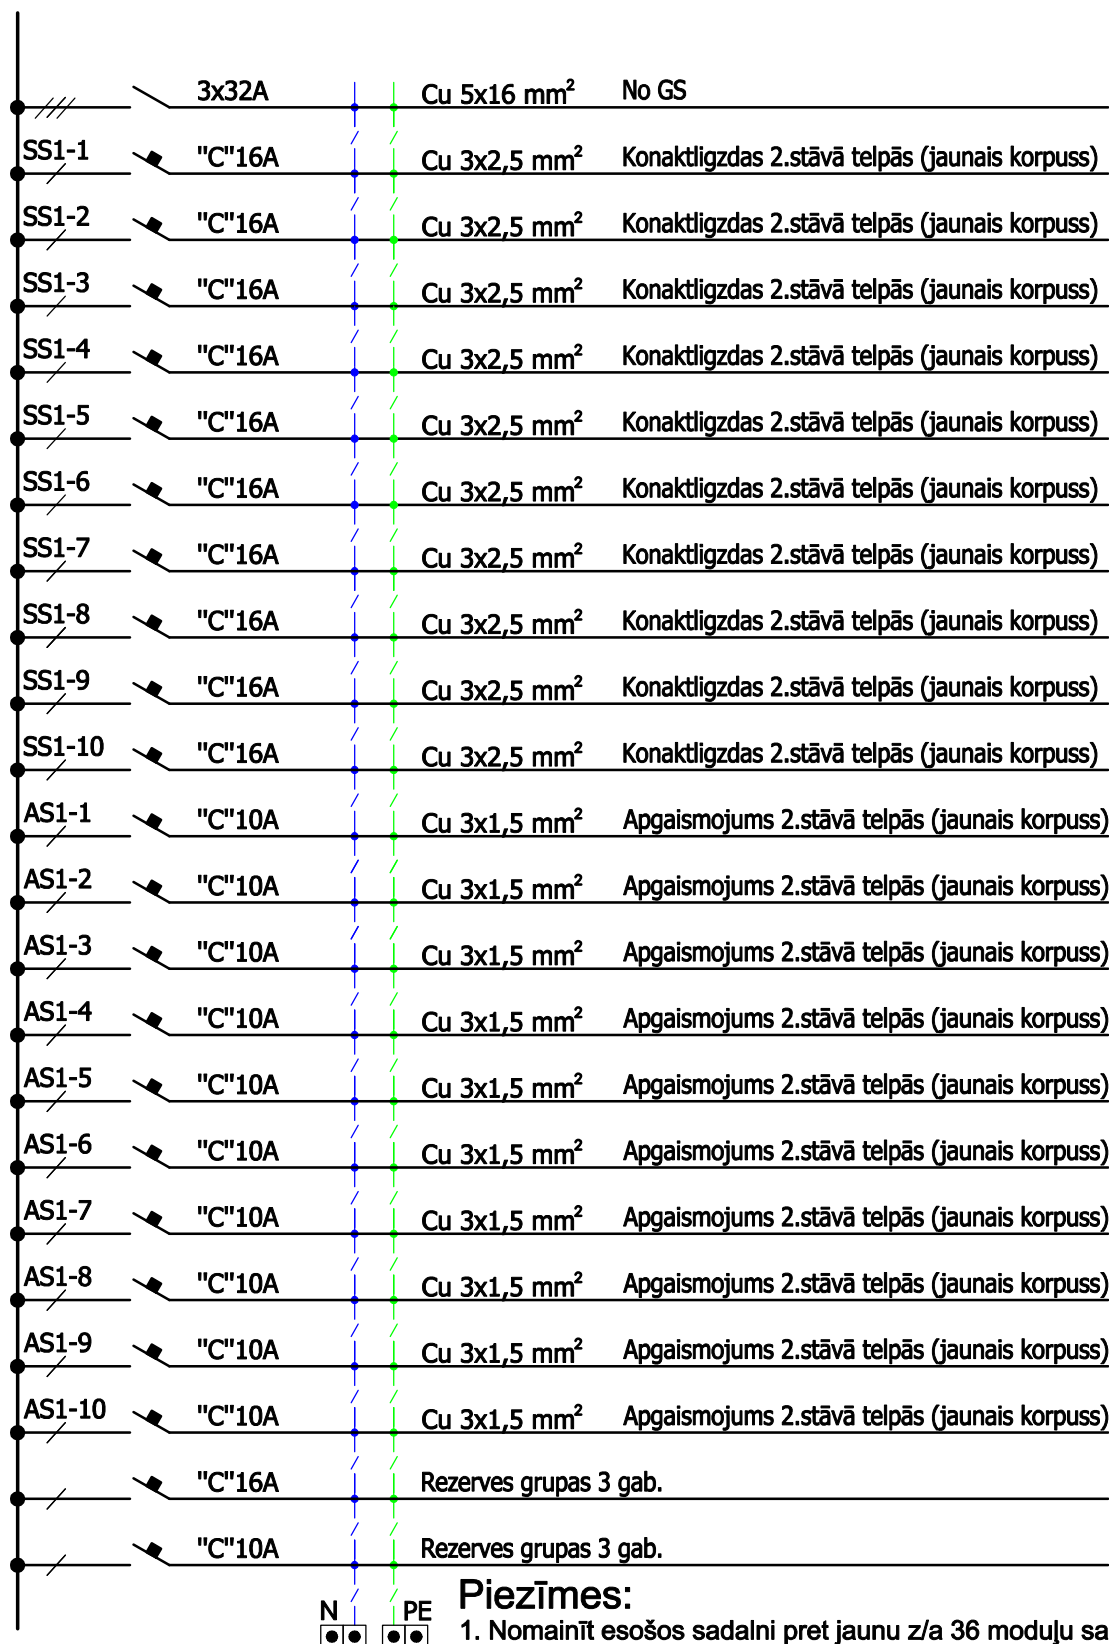 3x32A Cu 5x16 mm² No GS
SS1-1 "C"16A Cu 3x2,5 mm² Konaktligzdas 2.stāvā telpās (jaunais korpuss)
SS1-2 "C"16A Cu 3x2,5 mm² Konaktligzdas 2.stāvā telpās (jaunais korpuss)
SS1-3 "C"16A Cu 3x2,5 mm² Konaktligzdas 2.stāvā telpās (jaunais korpuss)
SS1-4 "C"16A Cu 3x2,5 mm² Konaktligzdas 2.stāvā telpās (jaunais korpuss)
SS1-5 "C"16A Cu 3x2,5 mm² Konaktligzdas 2.stāvā telpās (jaunais korpuss)
SS1-6 "C"16A Cu 3x2,5 mm² Konaktligzdas 2.stāvā telpās (jaunais korpuss)
SS1-7 "C"16A Cu 3x2,5 mm² Konaktligzdas 2.stāvā telpās (jaunais korpuss)
SS1-8 "C"16A Cu 3x2,5 mm² Konaktligzdas 2.stāvā telpās (jaunais korpuss)
SS1-9 "C"16A Cu 3x2,5 mm² Konaktligzdas 2.stāvā telpās (jaunais korpuss)
SS1-10 "C"16A Cu 3x2,5 mm² Konaktligzdas 2.stāvā telpās (jaunais korpuss)
AS1-1 "C"10A Cu 3x1,5 mm² Apgaismojums 2.stāvā telpās (jaunais korpuss)
AS1-2 "C"10A Cu 3x1,5 mm² Apgaismojums 2.stāvā telpās (jaunais korpuss)
AS1-3 "C"10A Cu 3x1,5 mm² Apgaismojums 2.stāvā telpās (jaunais korpuss)
AS1-4 "C"10A Cu 3x1,5 mm² Apgaismojums 2.stāvā telpās (jaunais korpuss)
AS1-5 "C"10A Cu 3x1,5 mm² Apgaismojums 2.stāvā telpās (jaunais korpuss)
AS1-6 "C"10A Cu 3x1,5 mm² Apgaismojums 2.stāvā telpās (jaunais korpuss)
AS1-7 "C"10A Cu 3x1,5 mm² Apgaismojums 2.stāvā telpās (jaunais korpuss)
AS1-8 "C"10A Cu 3x1,5 mm² Apgaismojums 2.stāvā telpās (jaunais korpuss)
AS1-9 "C"10A Cu 3x1,5 mm² Apgaismojums 2.stāvā telpās (jaunais korpuss)
AS1-10 "C"10A Cu 3x1,5 mm² Apgaismojums 2.stāvā telpās (jaunais korpuss)
"C"16A Rezerves grupas 3 gab.
"C"10A Rezerves grupas 3 gab.
N PE Piezīmes:
1. Nomainīt esošos sadalni pret jaunu z/a 36 moduļu sa